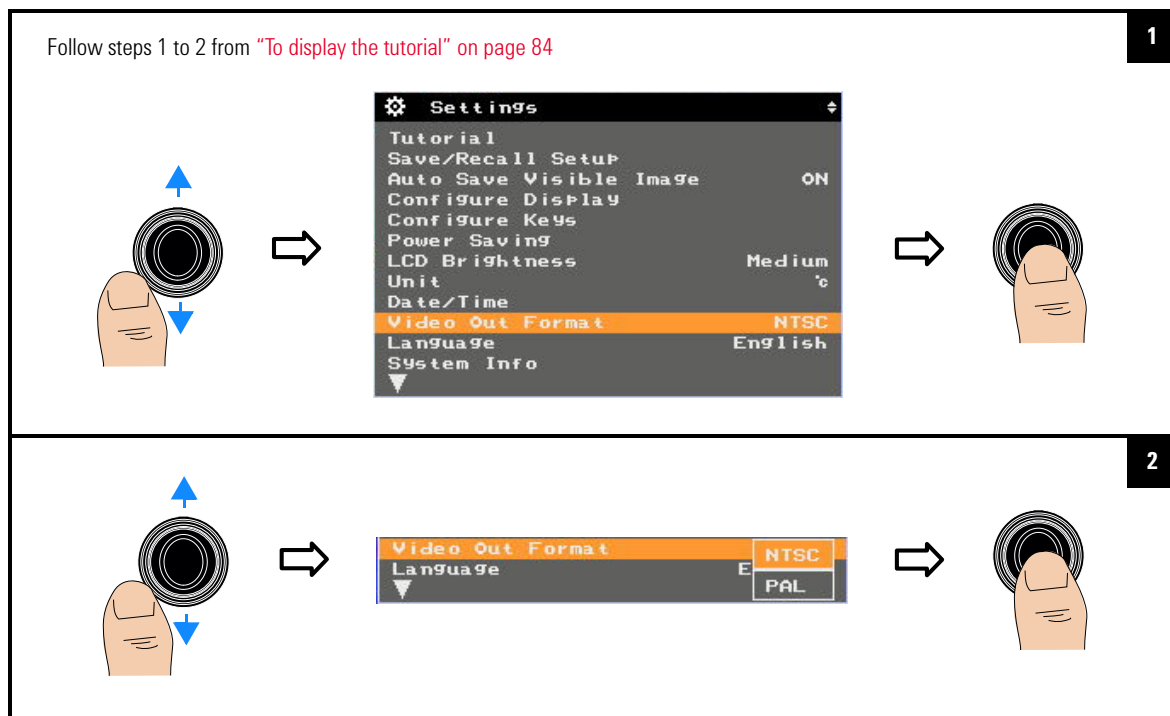 1
Follow steps 1 to 2 from “To display the tutorial” on page 84
Settings
Tutorial
Save/Recall Setup
Auto Save Visible Image ON
Configure Display
Configure Keys
Power Saving
LCD Brightness Medium
Unit °c
Date/Time
Video Out Format NTSC
Language English
System Info
2
Video Out Format NTSC
Language E
PAL